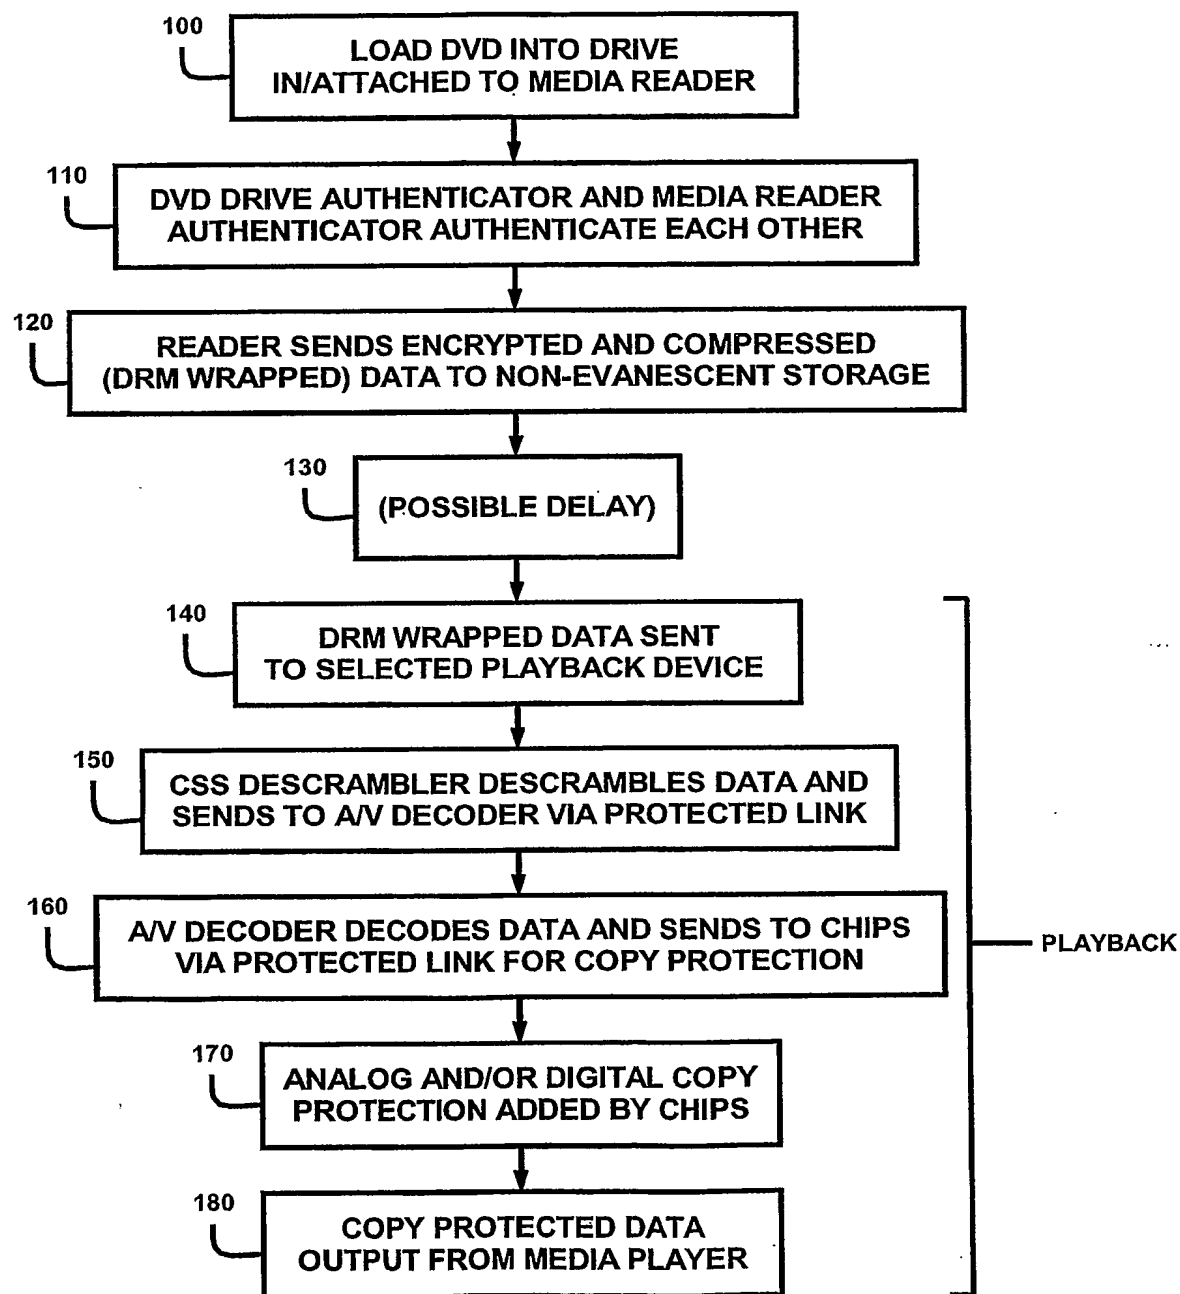 100
LOAD DVD INTO DRIVE
IN/ATTACHED TO MEDIA READER
110
DVD DRIVE AUTHENTICATOR AND MEDIA READER
AUTHENTICATOR AUTHENTICATE EACH OTHER
120
READER SENDS ENCRYPTED AND COMPRESSED
(DRM WRAPPED) DATA TO NON-EVANESCENT STORAGE
130
(POSSIBLE DELAY)
140
DRM WRAPPED DATA SENT
TO SELECTED PLAYBACK DEVICE
150
CSS DESCRAMBLER DESCRAMBLES DATA AND
SENDS TO A/V DECODER VIA PROTECTED LINK
160
A/V DECODER DECODES DATA AND SENDS TO CHIPS
VIA PROTECTED LINK FOR COPY PROTECTION
PLAYBACK
170
ANALOG AND/OR DIGITAL COPY
PROTECTION ADDED BY CHIPS
180
COPY PROTECTED DATA
OUTPUT FROM MEDIA PLAYER